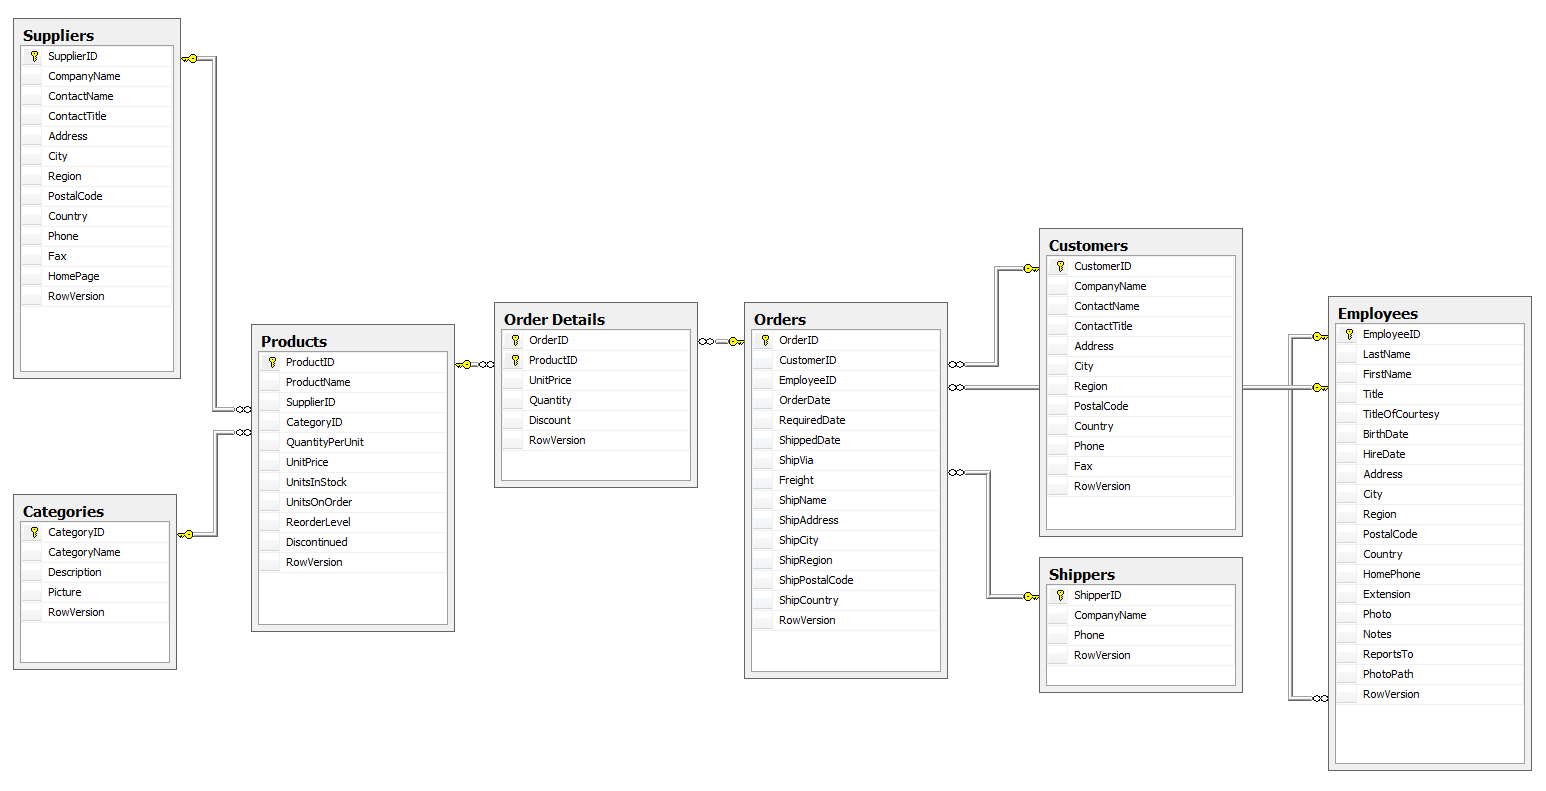 Suppliers
SupplierID
CompanyName
ContactName
ContactTitle
Address
City
Region
PostalCode
Country
Phone
Fax
HomePage
RowVersion
Categories
CategoryID
CategoryName
Description
Picture
RowVersion
Products
ProductID
ProductName
SupplierID
CategoryID
QuantityPerUnit
UnitPrice
UnitsInStock
UnitsOnOrder
ReorderLevel
Discontinued
RowVersion
Order Details
OrderID
ProductID
UnitPrice
Quantity
Discount
RowVersion
Orders
OrderID
CustomerID
EmployeeID
OrderDate
RequiredDate
ShippedDate
ShipVia
Freight
ShipName
ShipAddress
ShipCity
ShipRegion
ShipPostalCode
ShipCountry
RowVersion
Customers
CustomerID
CompanyName
ContactName
ContactTitle
Address
City
Region
PostalCode
Country
Phone
Fax
RowVersion
Shippers
ShipperID
CompanyName
Phone
RowVersion
Employees
EmployeeID
LastName
FirstName
Title
TitleOfCourtesy
BirthDate
HireDate
Address
City
Region
PostalCode
Country
HomePhone
Extension
Photo
Notes
ReportsTo
PhotoPath
RowVersion